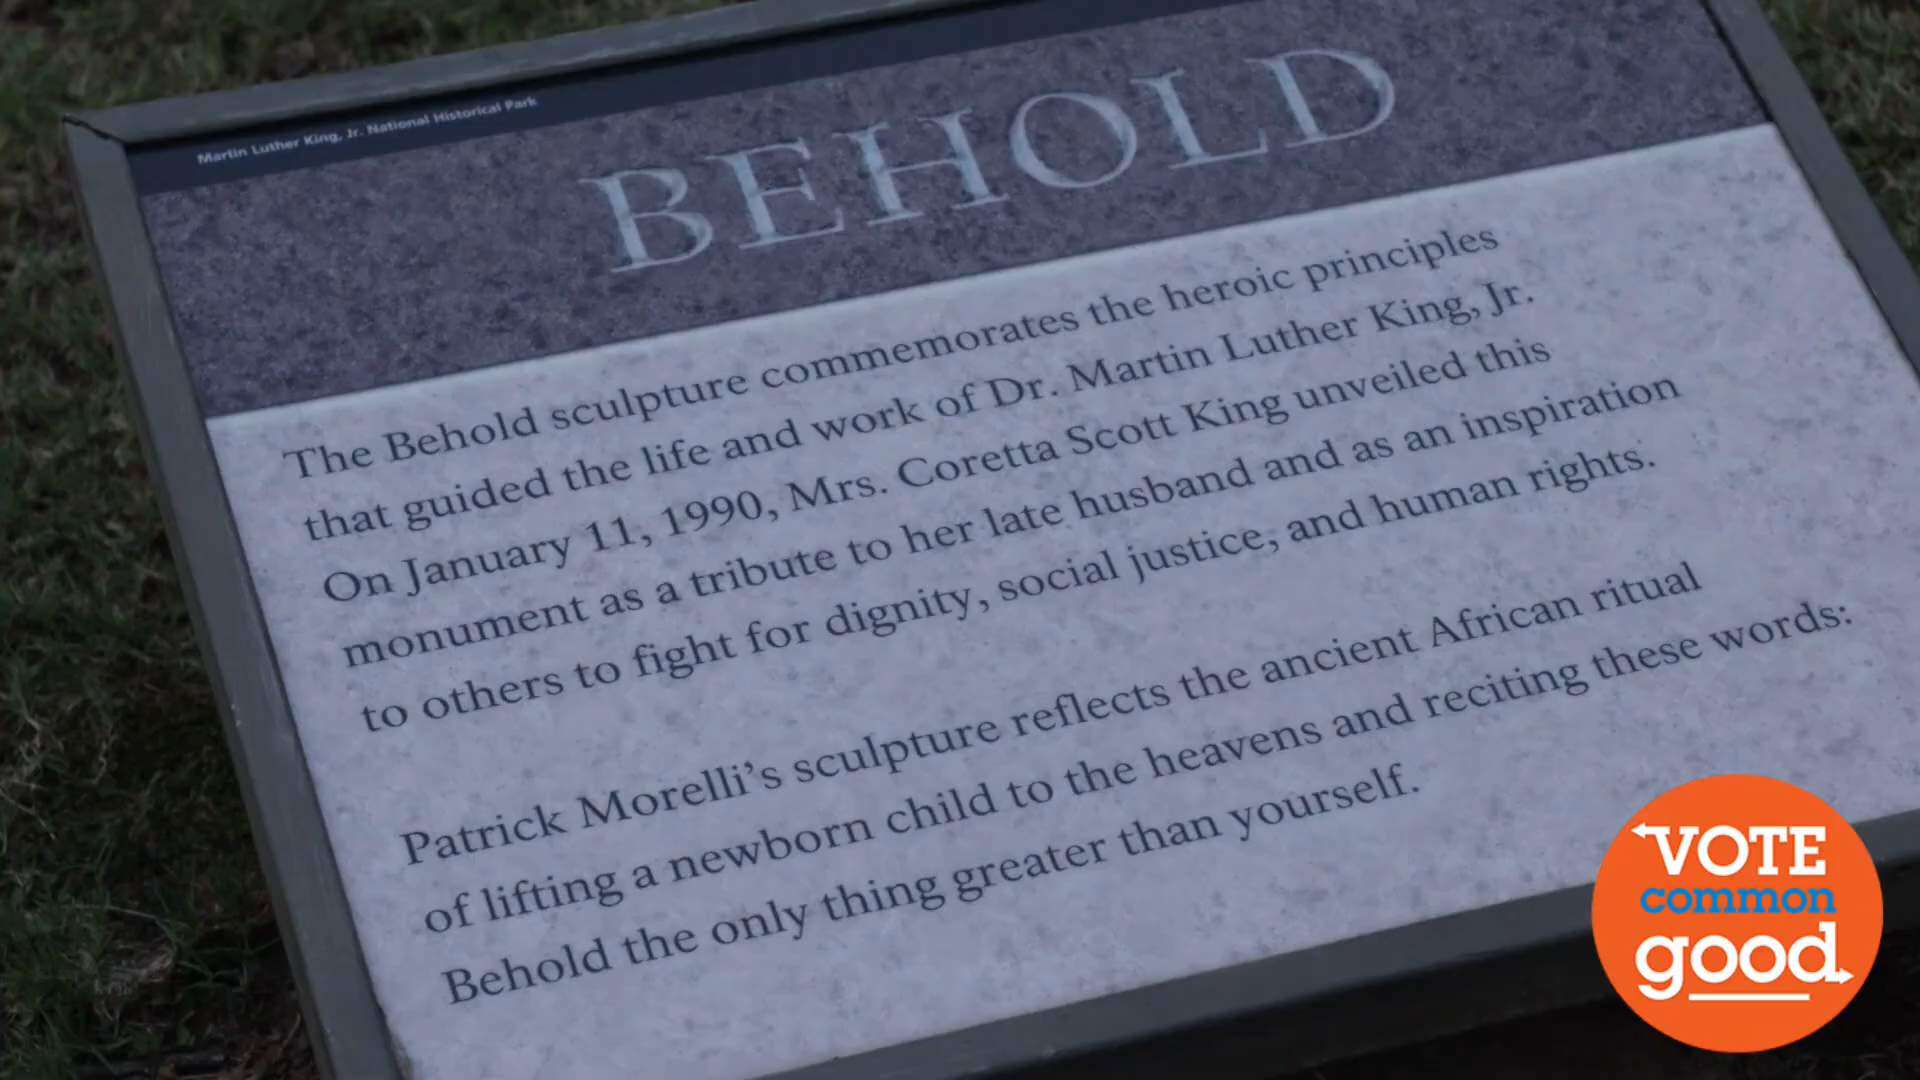 Martin Luther King, Jr. National Historical Park
BEHOLD
The Behold sculpture commemorates the heroic principles
that guided the life and work of Dr. Martin Luther King, Jr.
On January 11, 1990, Mrs. Coretta Scott King unveiled this
monument as a tribute to her late husband and as an inspiration
to others to fight for dignity, social justice, and human rights.
Patrick Morelli’s sculpture reflects the ancient African ritual
of lifting a newborn child to the heavens and reciting these words:
Behold the only thing greater than yourself.
VOTE
common
good